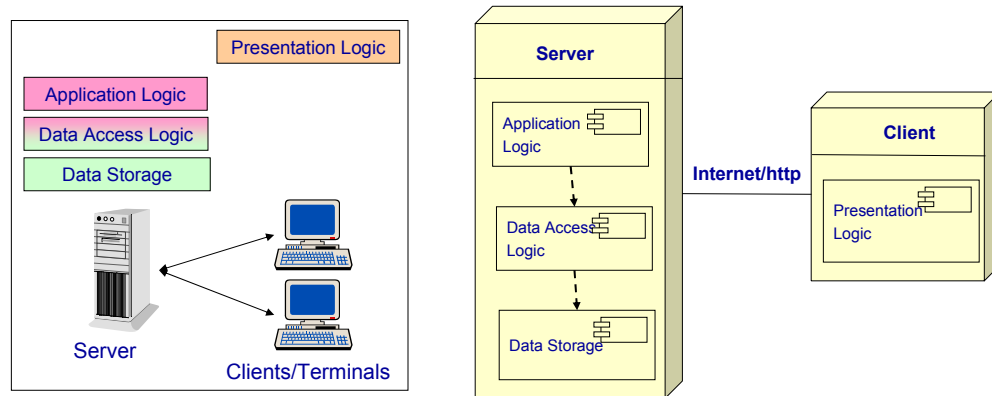 Presentation Logic
Application Logic
Data Access Logic
Data Storage
Server
Clients/Terminals
Server
Application
Logic
Data Access
Logic
Data Storage
Internet/http
Client
Presentation
Logic